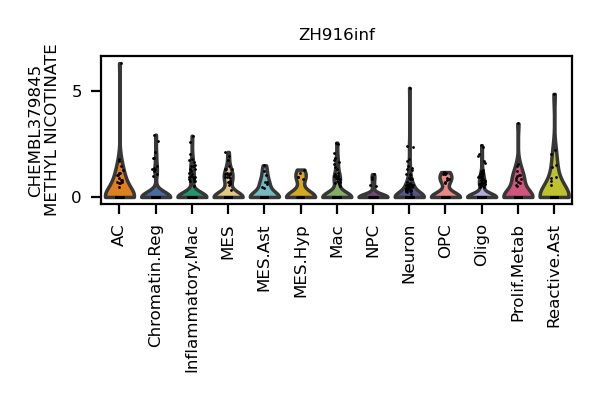 ZH916inf
CHEMBL379845
METHYL NICOTINATE
5
0
AC
Chromatin.Reg
Inflammatory.Mac
MES
MES.Ast
MES.Hyp
Mac
NPC
Neuron
OPC
Oligo
Prolif.Metab
Reactive.Ast